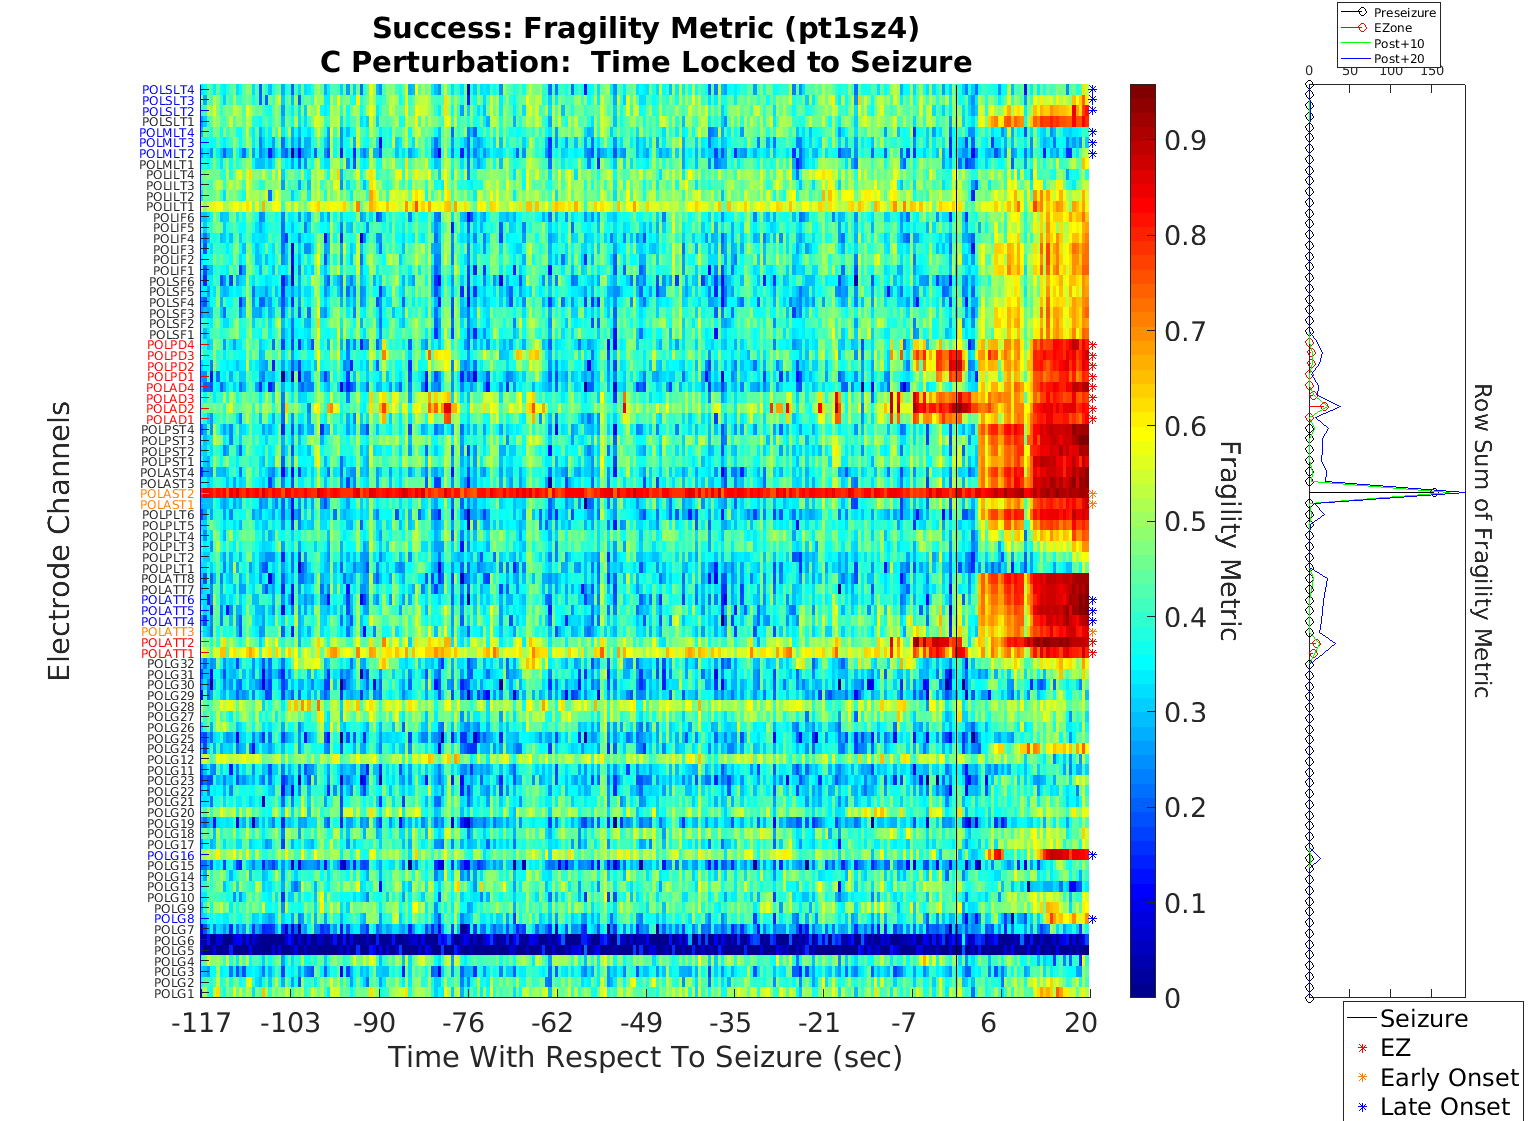 Success: Fragility Metric (pt1sz4)
C Perturbation:  Time Locked to Seizure
Preseizure
EZone
Post+10
Post+20
0 50 100 150
Electrode Channels
POLSLT4
POLSLT3
POLSLT2
POLSLT1
POLMLT4
POLMLT3
POLMLT2
POLMLT1
POLILT4
POLILT3
POLILT2
POLILT1
POLIF6
POLIF5
POLIF4
POLIF3
POLIF2
POLIF1
POLSF6
POLSF5
POLSF4
POLSF3
POLSF2
POLSF1
POLPD4
POLPD3
POLPD2
POLPD1
POLAD4
POLAD3
POLAD2
POLAD1
POLPST4
POLPST3
POLPST2
POLPST1
POLAST4
POLAST3
POLAST2
POLAST1
POLPLT6
POLPLT5
POLPLT4
POLPLT3
POLPLT2
POLPLT1
POLATT8
POLATT7
POLATT6
POLATT5
POLATT4
POLATT3
POLATT2
POLATT1
POLG32
POLG31
POLG30
POLG29
POLG28
POLG27
POLG26
POLG25
POLG24
POLG12
POLG11
POLG23
POLG22
POLG21
POLG20
POLG19
POLG18
POLG17
POLG16
POLG15
POLG14
POLG13
POLG10
POLG9
POLG8
POLG7
POLG6
POLG5
POLG4
POLG3
POLG2
POLG1
-117 -103 -90 -76 -62 -49 -35 -21 -7 6 20
Time With Respect To Seizure (sec)
0.9
0.8
0.7
0.6
0.5
0.4
0.3
0.2
0.1
0
Fragility Metric
Row Sum of Fragility Metric
Seizure
EZ
Early Onset
Late Onset